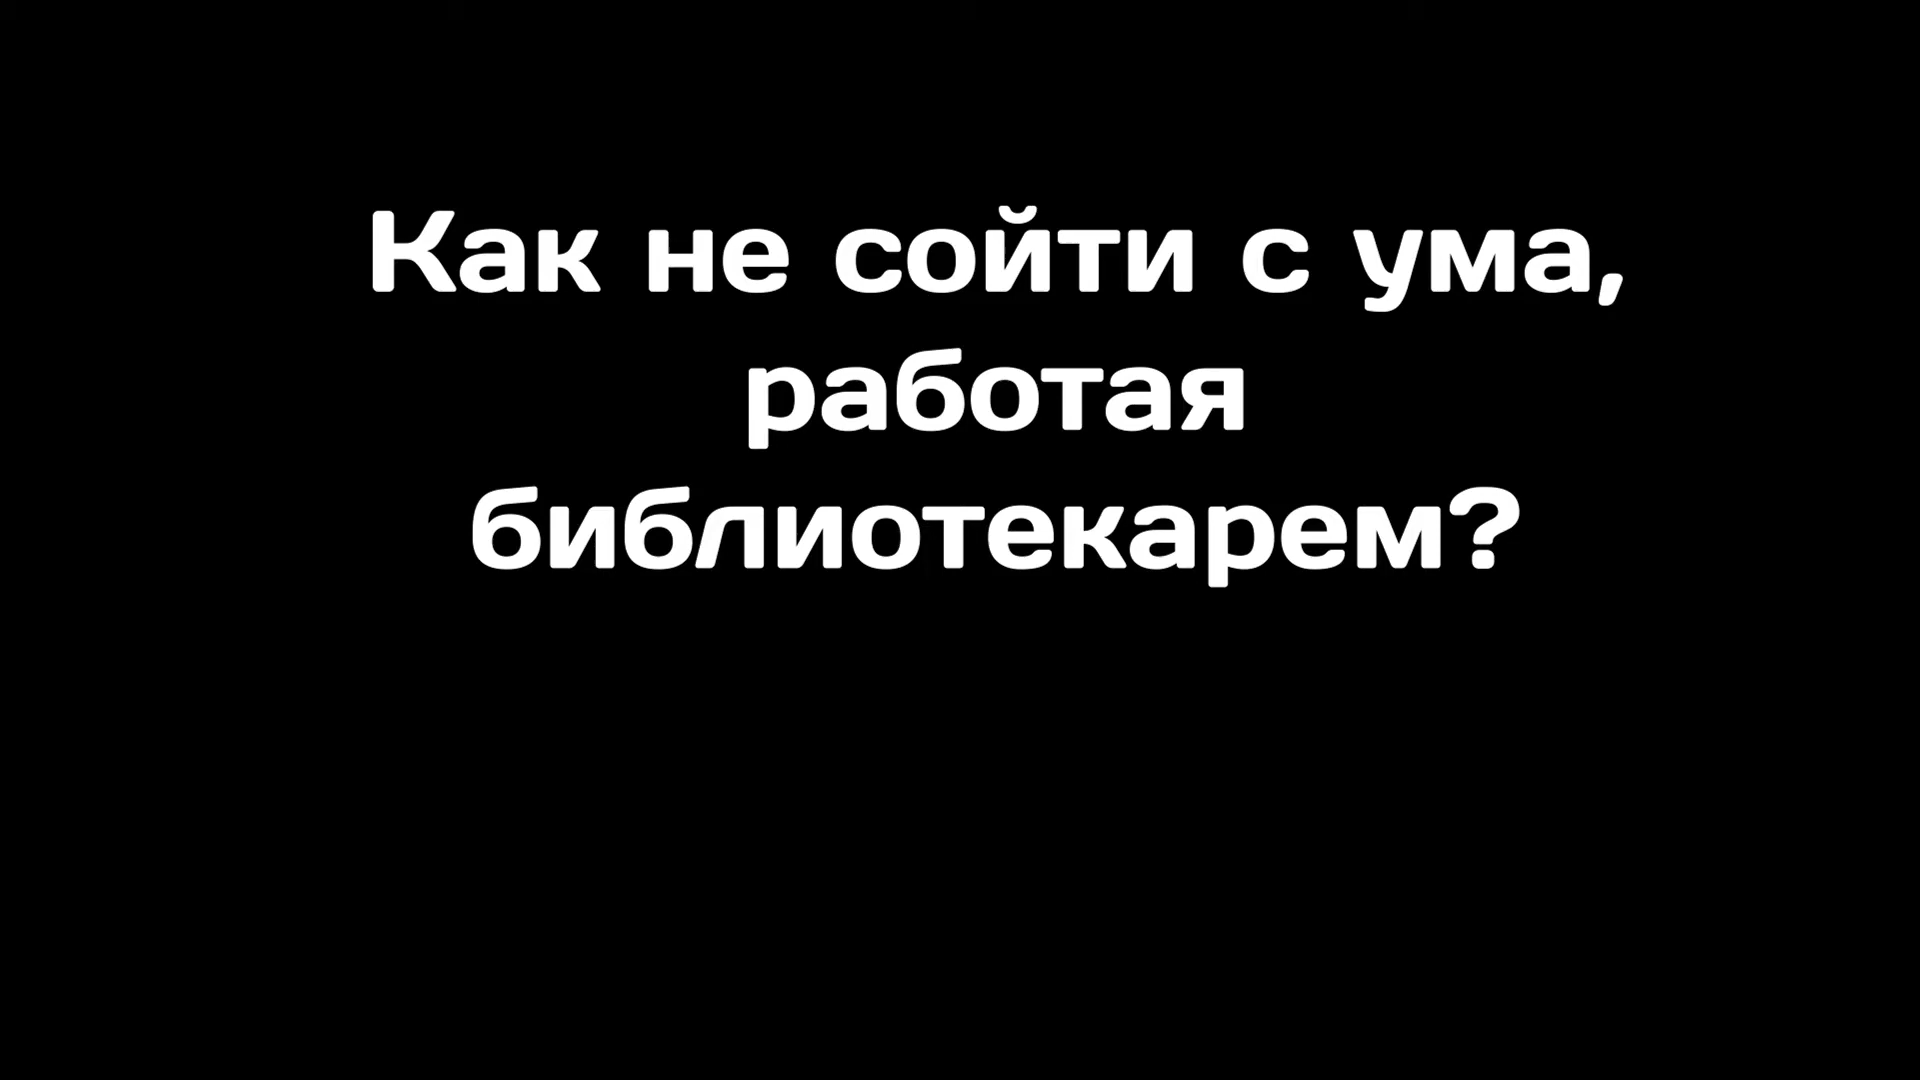 Как не сойти с ума,
работая
библиотекарем?